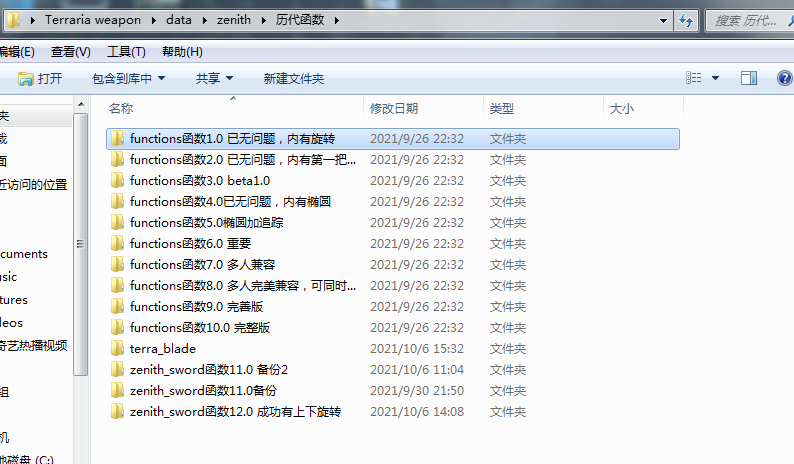 Terraria weapon ▸ data ▸ zenith ▸ 历代函数 ▸
搜索 历代...
编辑(E) 查看(V) 工具(T) 帮助(H)
打开 包含到库中 共享 新建文件夹
名称 修改日期 类型 大小
functions函数1.0 已无问题，内有旋转 2021/9/26 22:32 文件夹
functions函数2.0 已无问题，内有第一把... 2021/9/26 22:32 文件夹
functions函数3.0 beta1.0 2021/9/26 22:32 文件夹
functions函数4.0已无问题，内有椭圆 2021/9/26 22:32 文件夹
functions函数5.0椭圆加追踪 2021/9/26 22:32 文件夹
functions函数6.0 重要 2021/9/26 22:32 文件夹
functions函数7.0 多人兼容 2021/9/26 22:32 文件夹
functions函数8.0 多人完美兼容，可同时... 2021/9/26 22:32 文件夹
functions函数9.0 完善版 2021/9/26 22:32 文件夹
functions函数10.0 完整版 2021/9/26 22:32 文件夹
terra_blade 2021/10/6 15:32 文件夹
zenith_sword函数11.0 备份2 2021/10/6 11:04 文件夹
zenith_sword函数11.0备份 2021/9/30 21:50 文件夹
zenith_sword函数12.0 成功有上下旋转 2021/10/6 14:08 文件夹
夹
载
面
近访问的位置
cuments
usic
tures
leos
奇艺热播视频
组
机
地磁盘 (C:)